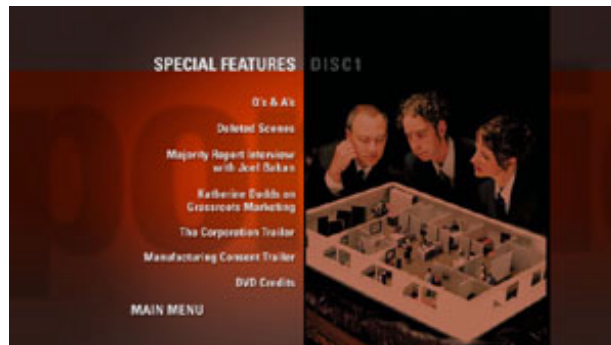 SPECIAL FEATURES DISC1
Q's & A's
Deleted Scenes
Majority Report Interview
with Joel Bakan
Katherine Dodds on
Grassroots Marketing
The Corporation Trailer
Manufacturing Consent Trailer
DVD Credits
MAIN MENU